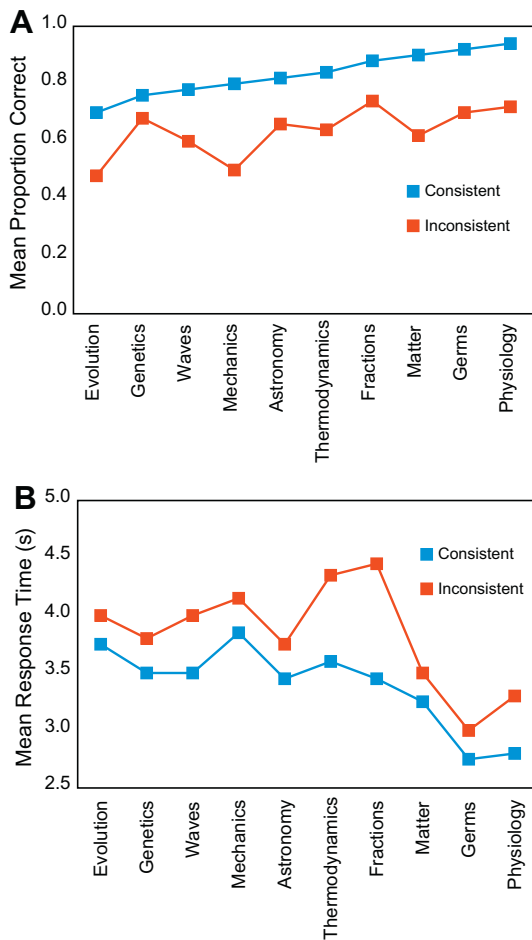 A
1.0
0.8
0.6
0.4
0.2
0.0
Mean Proportion Correct
Consistent
Inconsistent
Evolution
Genetics
Waves
Mechanics
Astronomy
Thermodynamics
Fractions
Matter
Germs
Physiology
B
5.0
4.5
4.0
3.5
3.0
2.5
Mean Response Time (s)
Consistent
Inconsistent
Evolution
Genetics
Waves
Mechanics
Astronomy
Thermodynamics
Fractions
Matter
Germs
Physiology